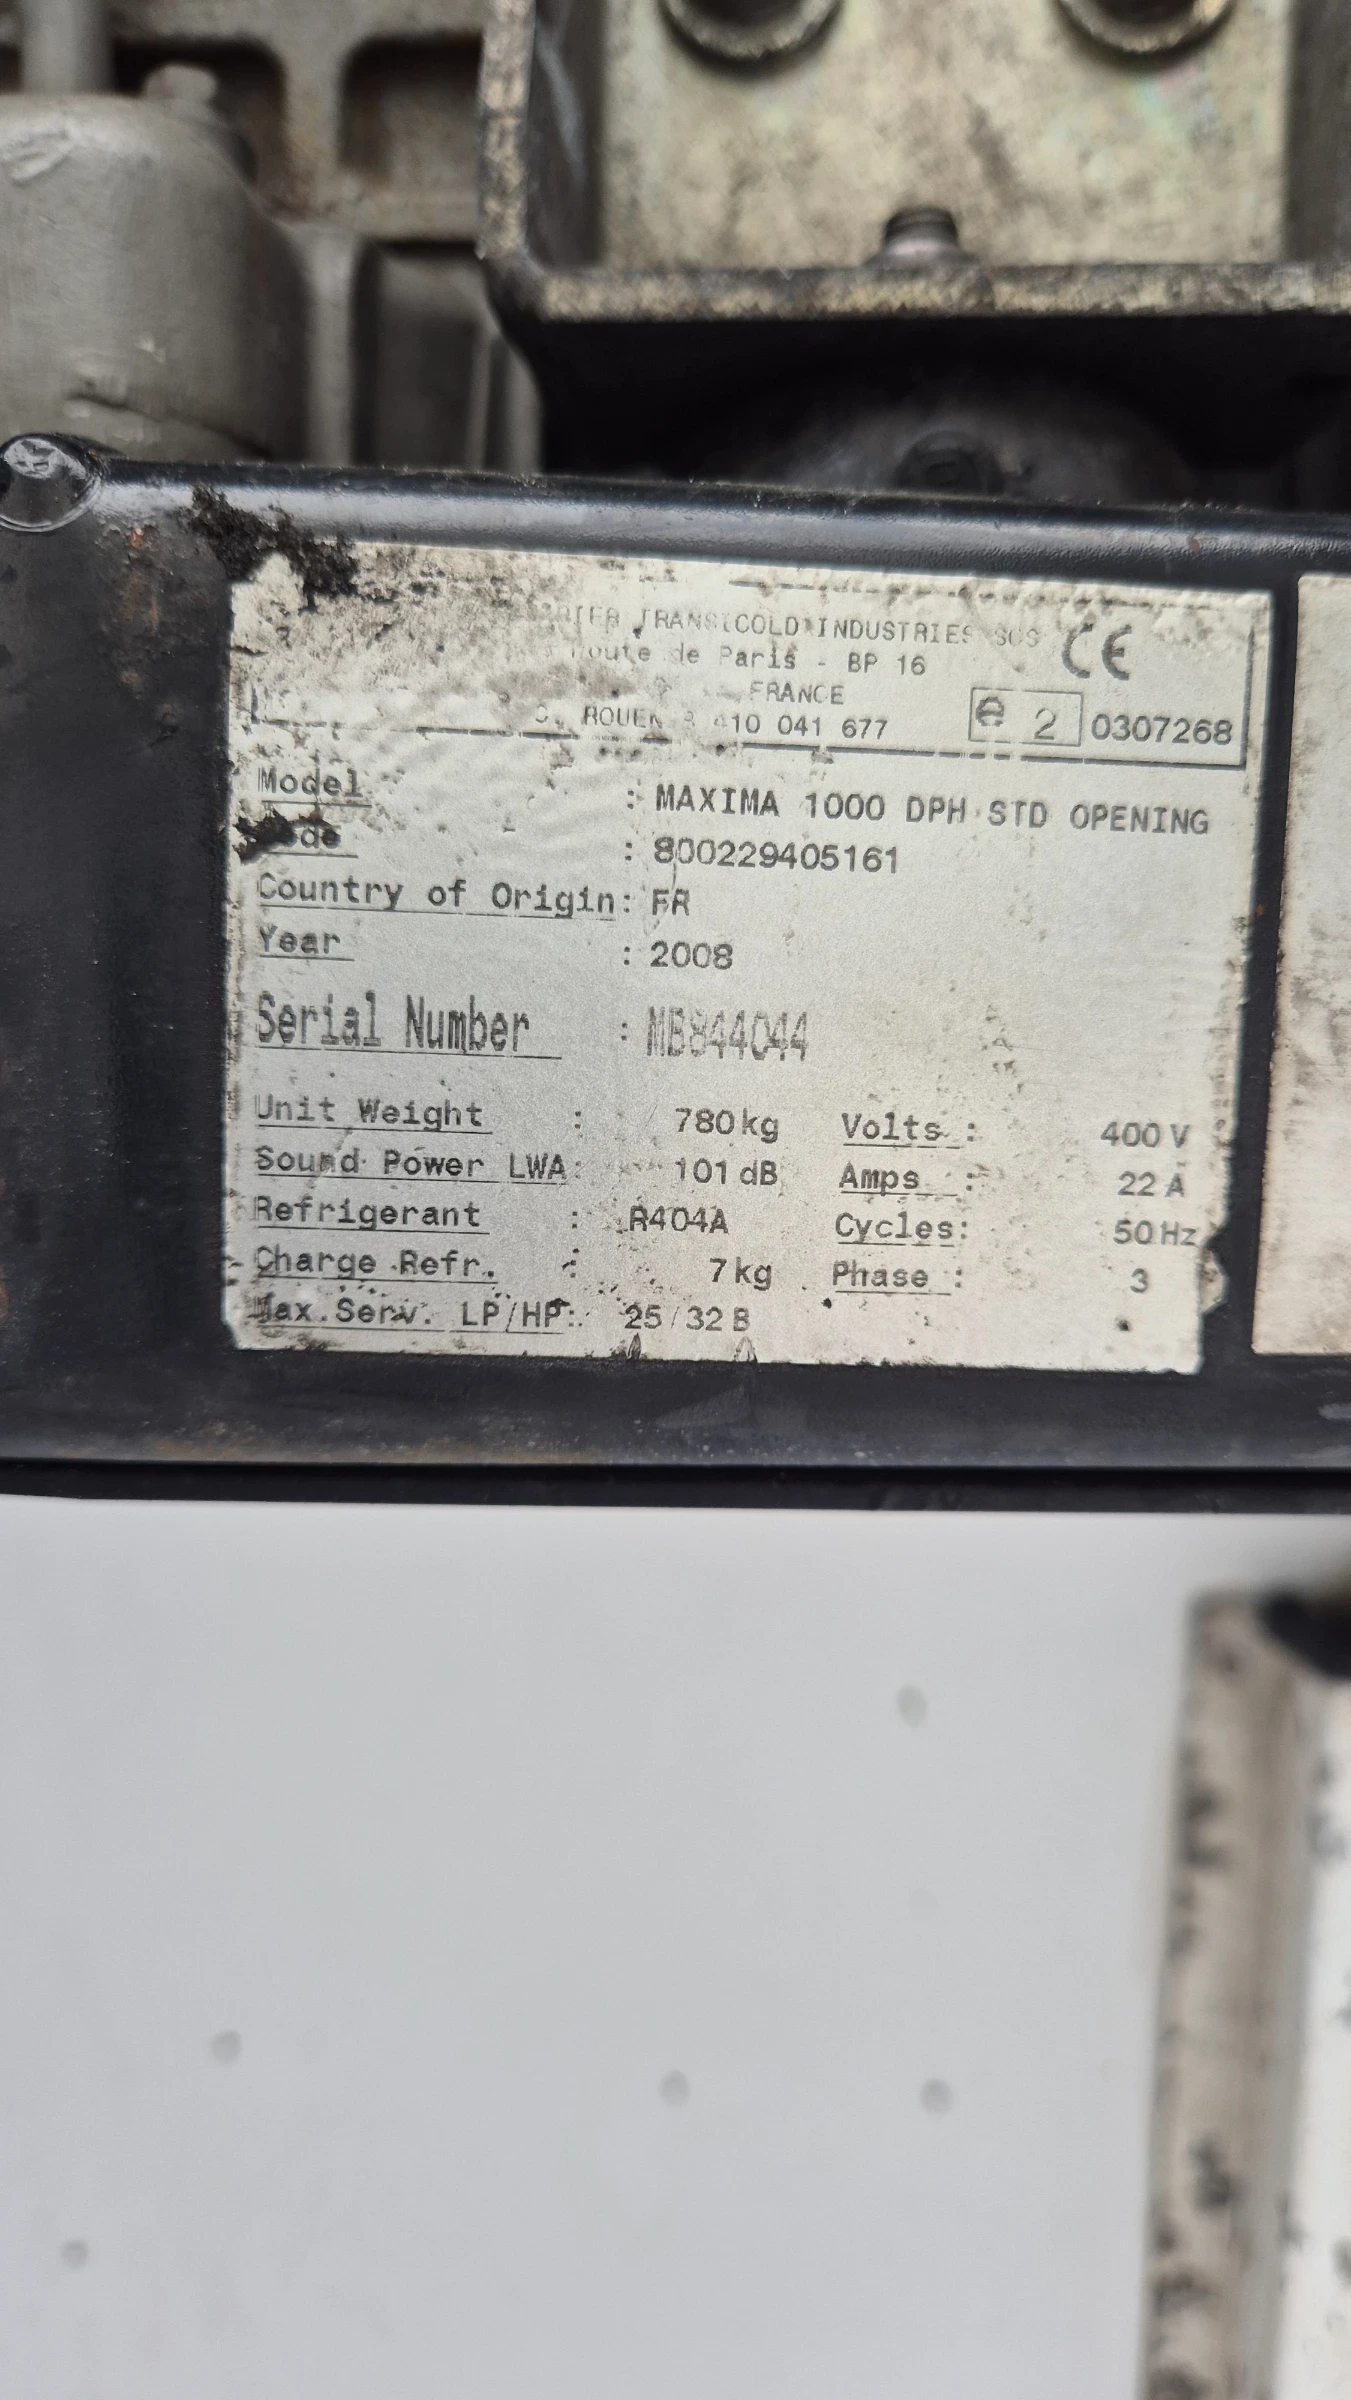 TRANSICOLD INDUSTRIES SCS CE
Route de Paris - BP 16
FRANCE
ROUEN 410 041 677 e 2 0307268
Model : MAXIMA 1000 DPH STD OPENING
: 800229405161
Country of Origin : FR
Year : 2008
Serial Number : MB844044
Unit Weight : 780 kg Volts : 400 V
Sound Power LWA : 101 dB Amps : 22 A
Refrigerant : R404A Cycles : 50 Hz
Charge Refr. : 7 kg Phase : 3
Max.Serv. LP/HP : 25/32 B